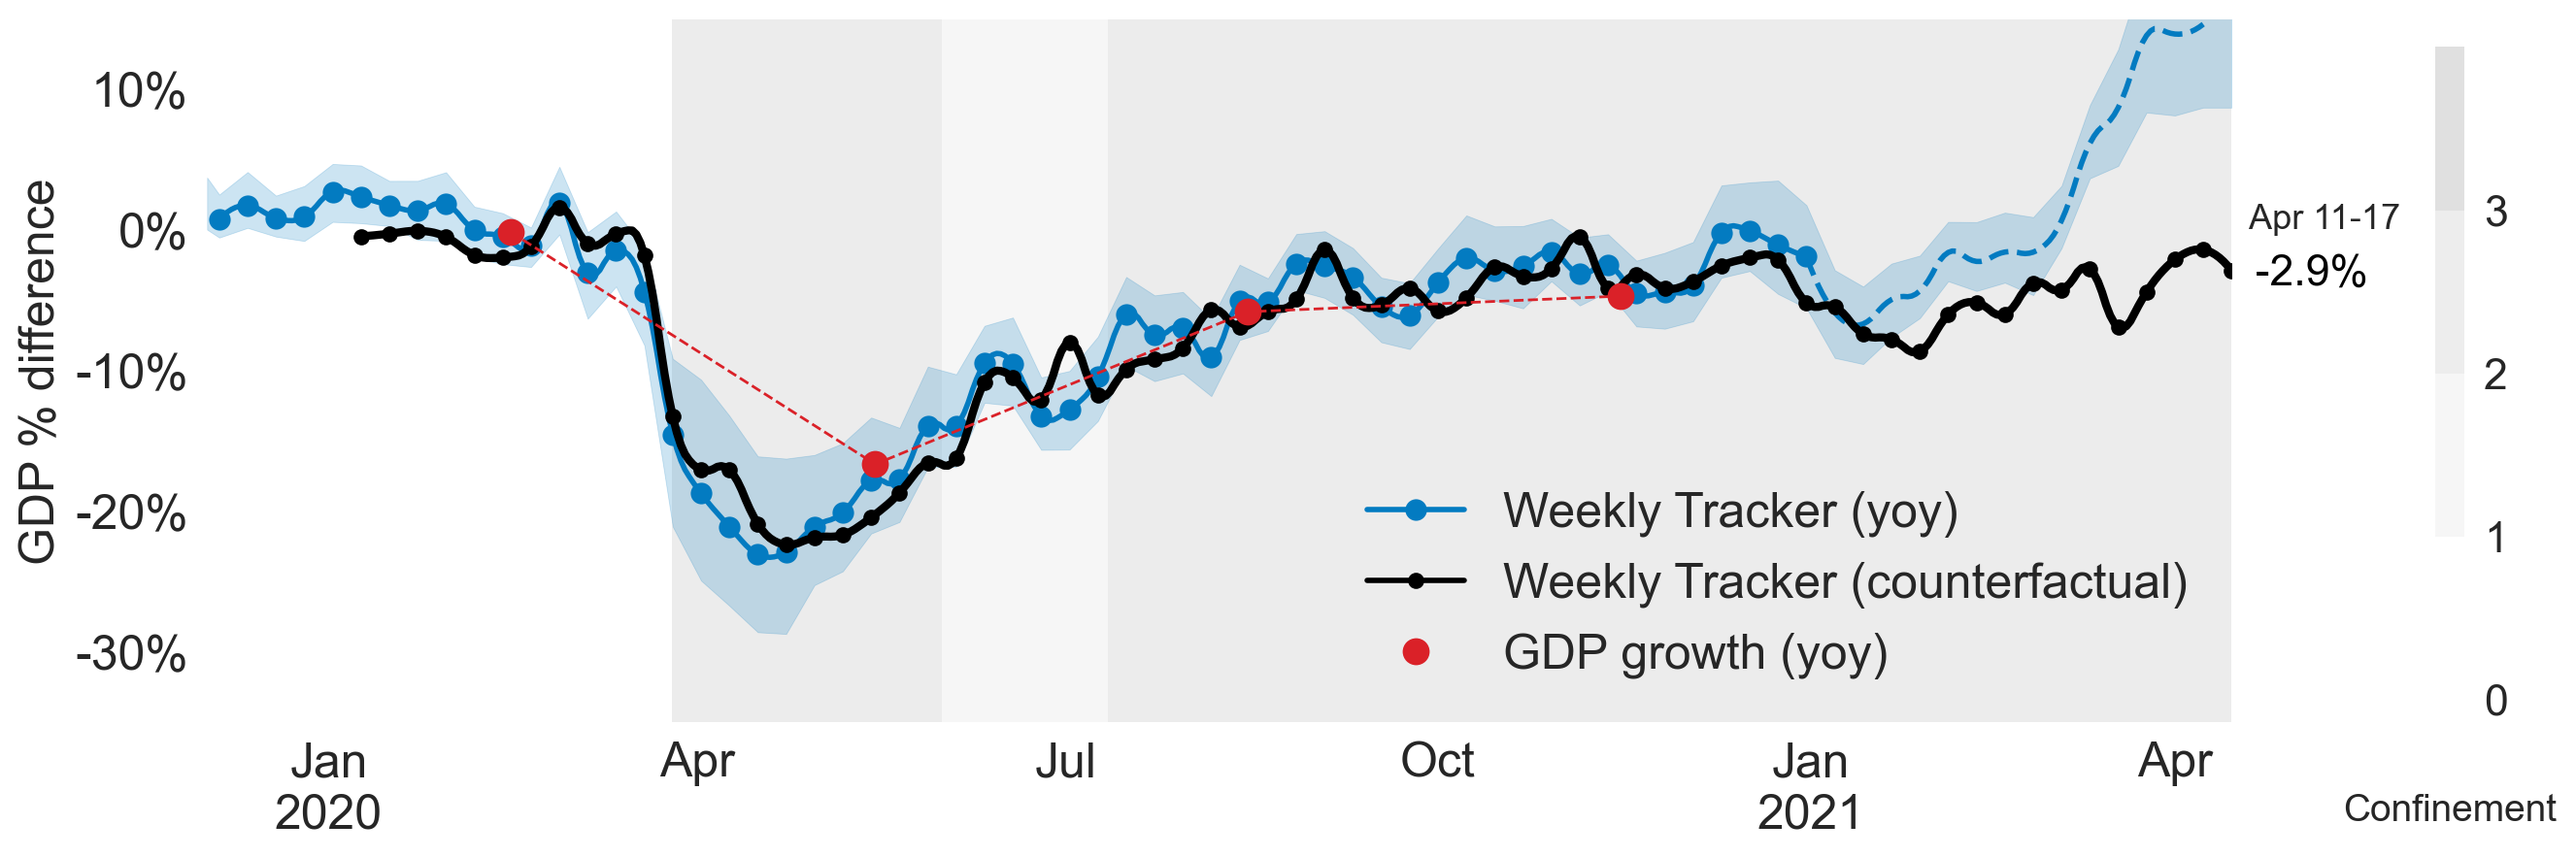 10%
0%
-10%
-20%
-30%
GDP % difference
Jan
2020
Apr
Jul
Oct
Jan
2021
Apr
Weekly Tracker (yoy)
Weekly Tracker (counterfactual)
GDP growth (yoy)
Apr 11-17
-2.9%
3
2
1
0
Confinement